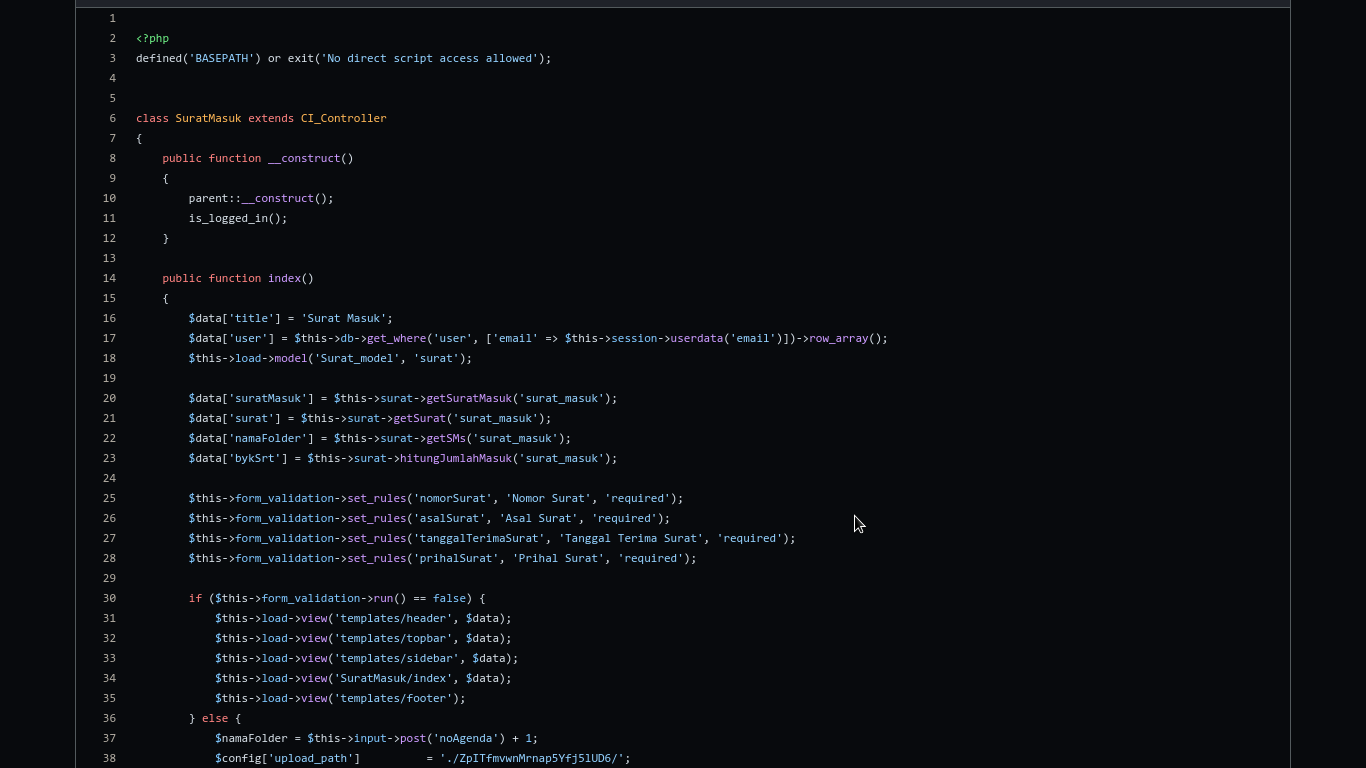 1
2 <?php
3 defined('BASEPATH') or exit('No direct script access allowed');
4
5
6 class SuratMasuk extends CI_Controller
7 {
8     public function __construct()
9     {
10         parent::__construct();
11         is_logged_in();
12     }
13
14     public function index()
15     {
16         $data['title'] = 'Surat Masuk';
17         $data['user'] = $this->db->get_where('user', ['email' => $this->session->userdata('email')])->row_array();
18         $this->load->model('Surat_model', 'surat');
19
20         $data['suratMasuk'] = $this->surat->getSuratMasuk('surat_masuk');
21         $data['surat'] = $this->surat->getSurat('surat_masuk');
22         $data['namaFolder'] = $this->surat->getSMs('surat_masuk');
23         $data['bykSrt'] = $this->surat->hitungJumlahMasuk('surat_masuk');
24
25         $this->form_validation->set_rules('nomorSurat', 'Nomor Surat', 'required');
26         $this->form_validation->set_rules('asalSurat', 'Asal Surat', 'required');
27         $this->form_validation->set_rules('tanggalTerimaSurat', 'Tanggal Terima Surat', 'required');
28         $this->form_validation->set_rules('prihalSurat', 'Prihal Surat', 'required');
29
30         if ($this->form_validation->run() == false) {
31             $this->load->view('templates/header', $data);
32             $this->load->view('templates/topbar', $data);
33             $this->load->view('templates/sidebar', $data);
34             $this->load->view('SuratMasuk/index', $data);
35             $this->load->view('templates/footer');
36         } else {
37             $namaFolder = $this->input->post('noAgenda') + 1;
38             $config['upload_path']          = './ZpITfmvwnMrnap5Yfj5lUD6/';